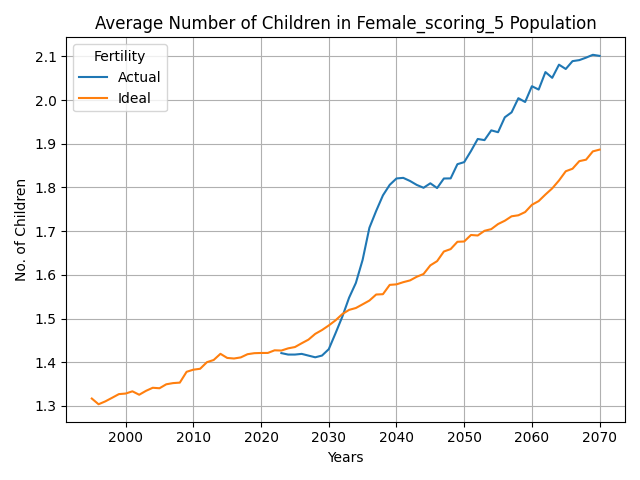 Average Number of Children in Female_scoring_5 Population
Fertility
Actual
Ideal
No. of Children
2.1
2.0
1.9
1.8
1.7
1.6
1.5
1.4
1.3
2000 2010 2020 2030 2040 2050 2060 2070
Years